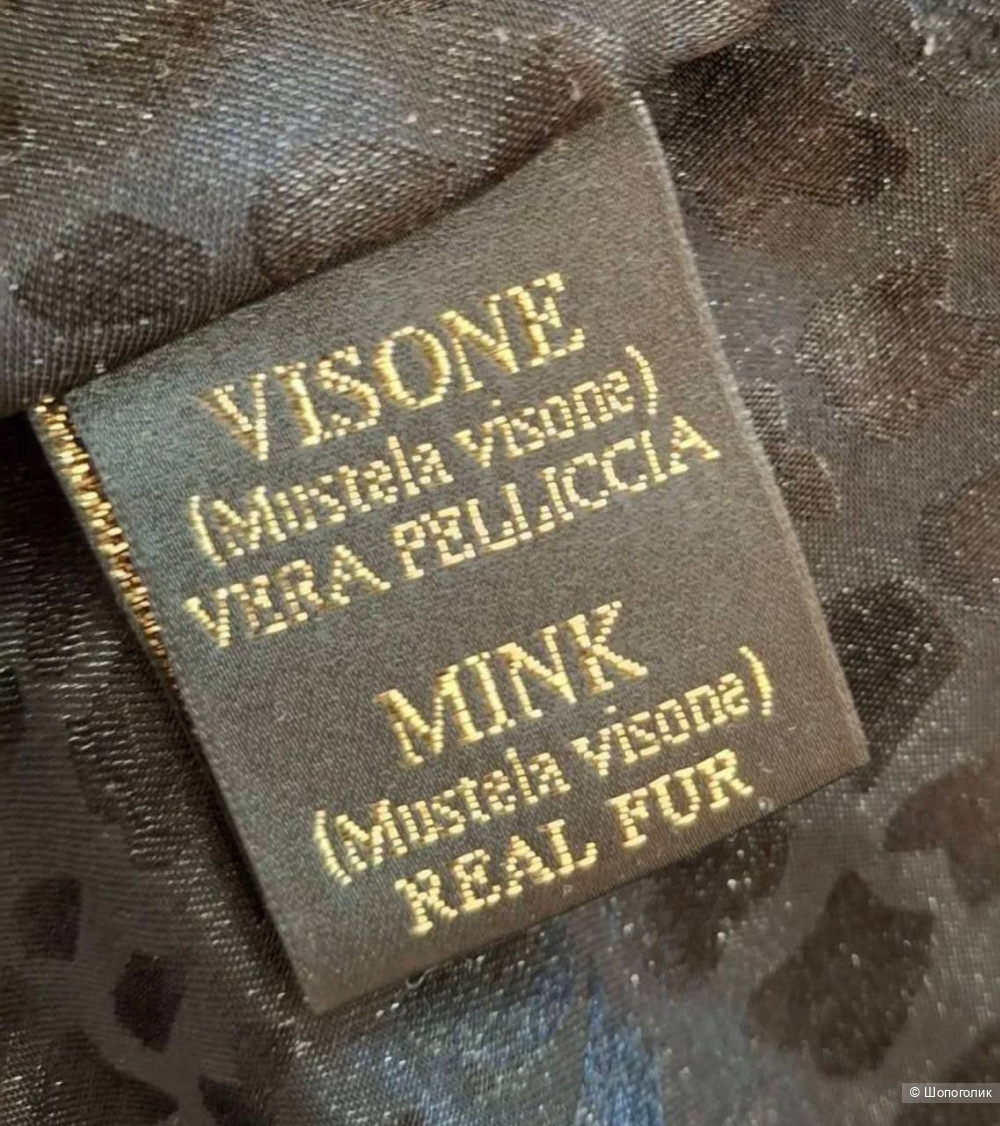 VISONE
(Mustela visone)
VERA PELLICCIA
MINK
(Mustela visone)
REAL FUR
© Шопоголик